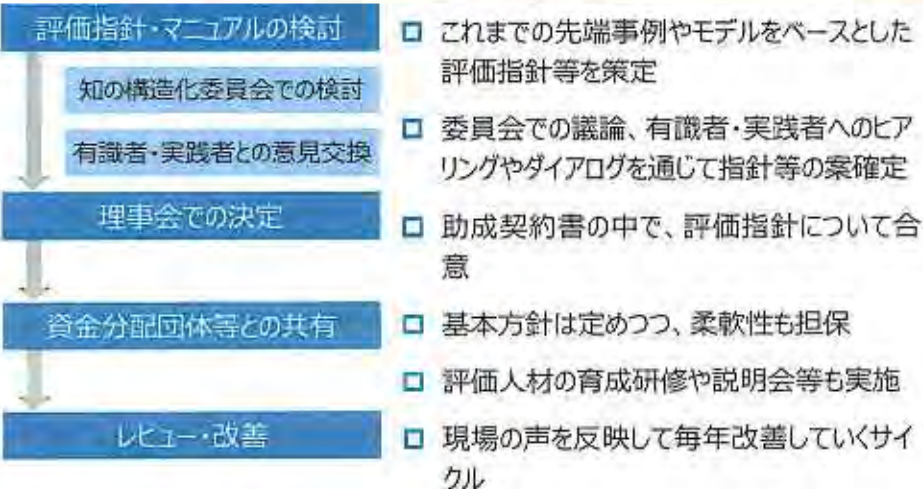 評価指針・マニュアルの検討
知の構造化委員会での検討
有識者・実践者との意見交換
理事会での決定
資金分配団体等との共有
レビュー・改善
□ これまでの先端事例やモデルをベースとした
評価指針等を策定
□ 委員会での議論、有識者・実践者へのヒア
リングやダイアログを通じて指針等の案確定
□ 助成契約書の中で、評価指針について合
意
□ 基本方針は定めつつ、柔軟性も担保
□ 評価人材の育成研修や説明会等も実施
□ 現場の声を反映して毎年改善していくサイ
クル